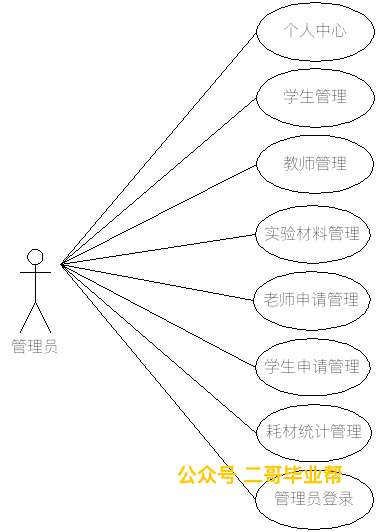 个人中心
学生管理
教师管理
实验材料管理
老师申请管理
学生申请管理
管理员
耗材统计管理
公众号 二哥毕业帮
管理员登录